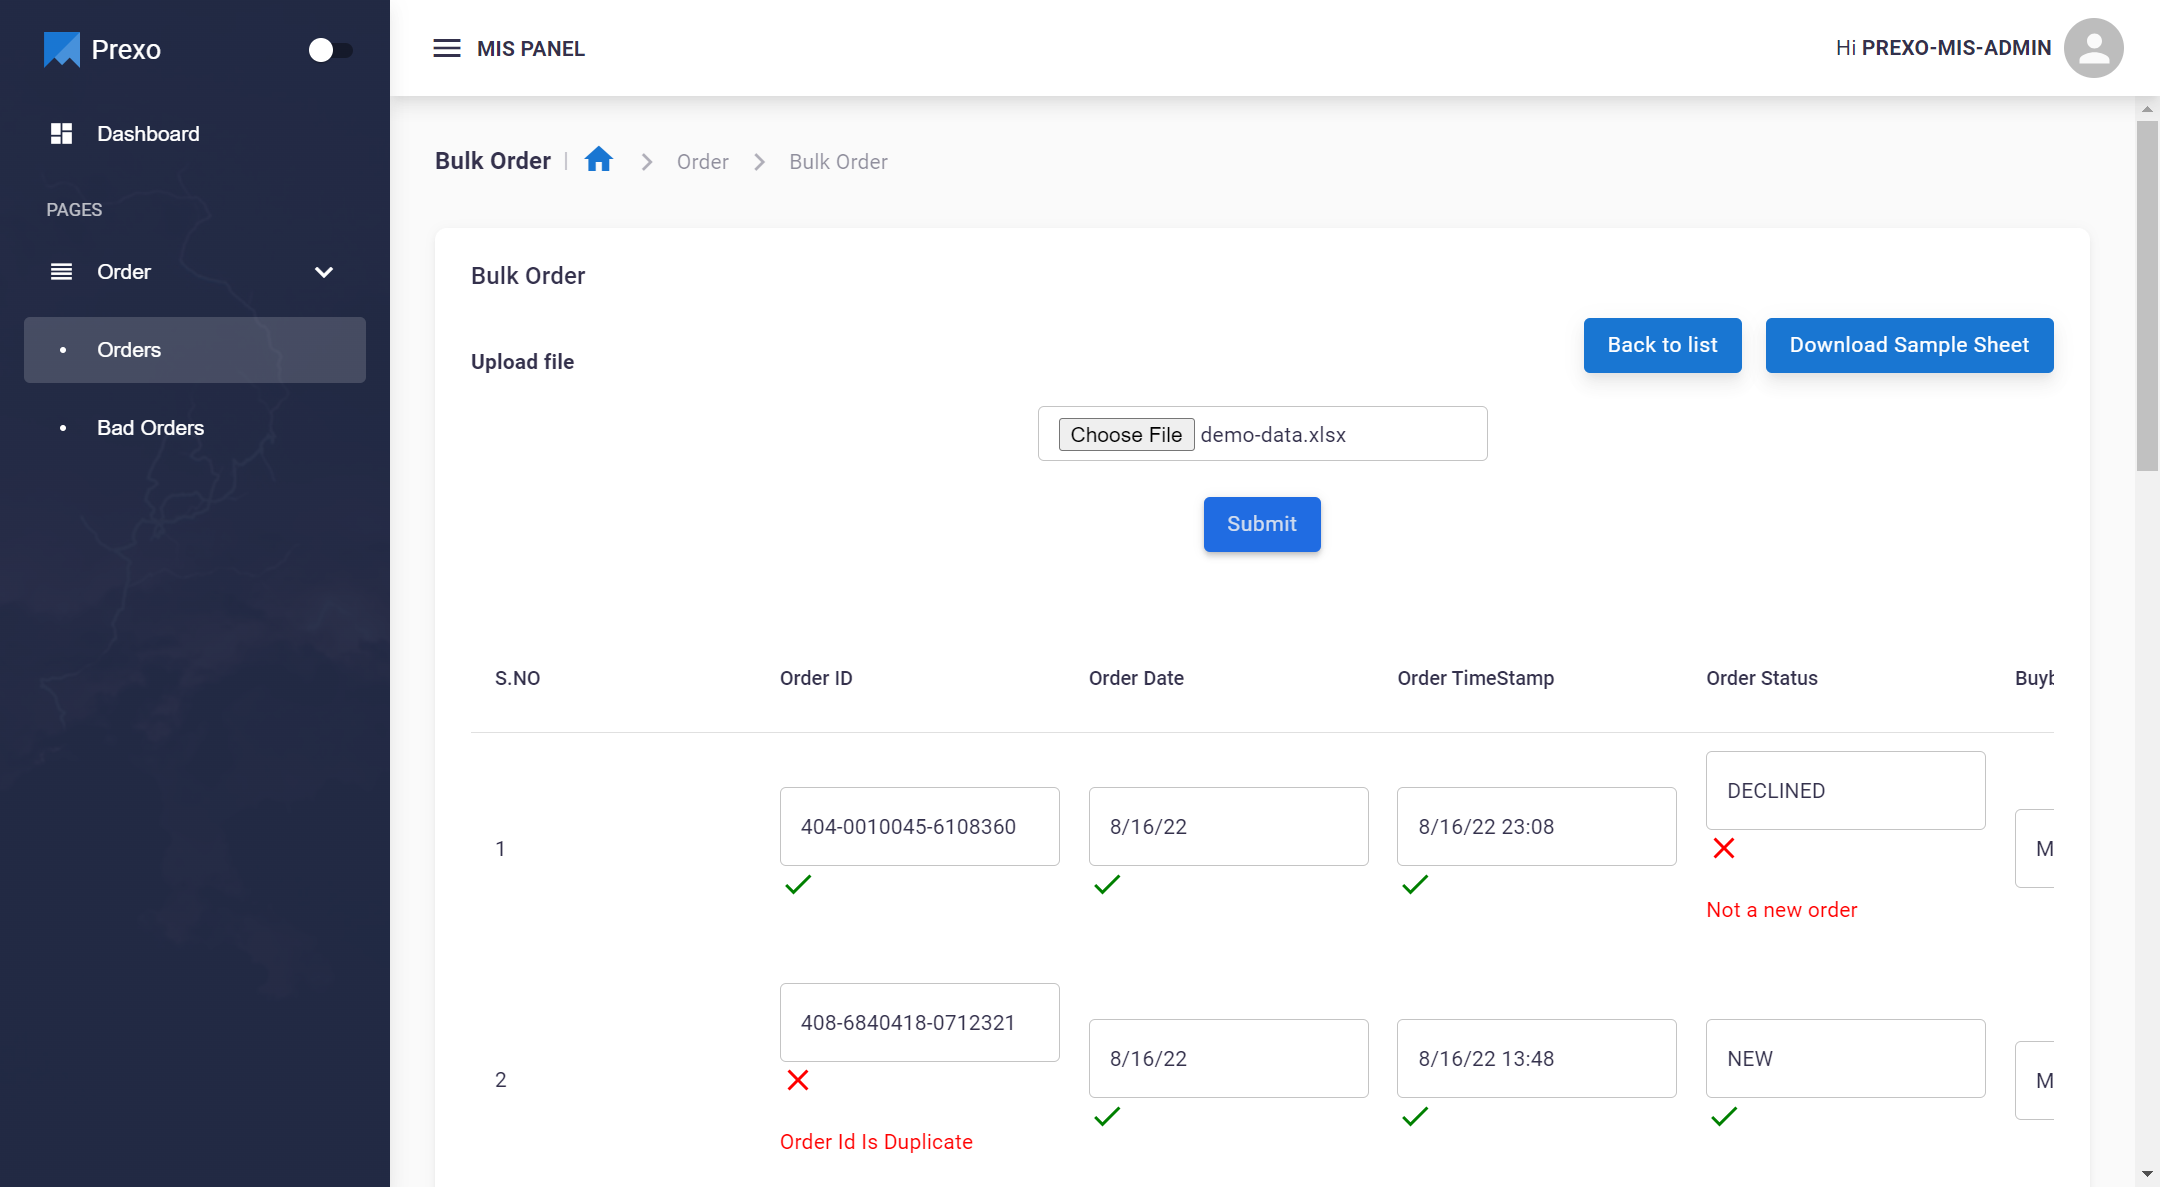 Prexo
MIS PANEL
Hi PREXO-MIS-ADMIN
Dashboard
PAGES
Order
Orders
Bad Orders
Bulk Order | Order Bulk Order
Bulk Order
Upload file
Back to list
Download Sample Sheet
Choose File demo-data.xlsx
Submit
S.NO Order ID Order Date Order TimeStamp Order Status Buyb
1 404-0010045-6108360 8/16/22 8/16/22 23:08 DECLINED M
Not a new order
2 408-6840418-0712321 8/16/22 8/16/22 13:48 NEW M
Order Id Is Duplicate